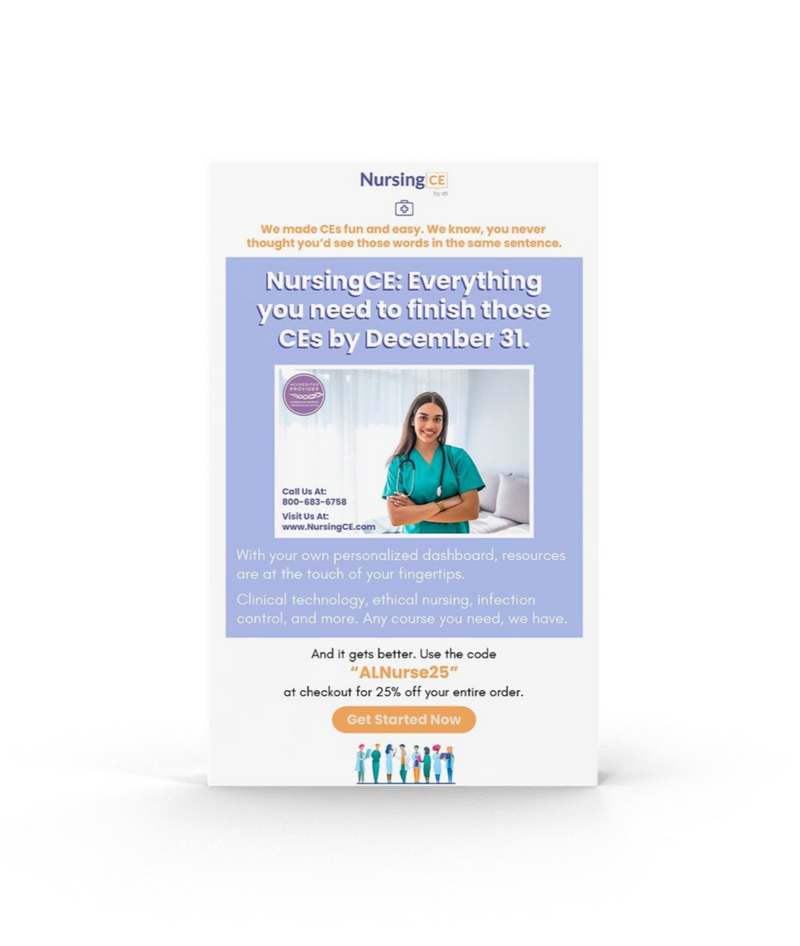 NursingCE
by atI
We made CEs fun and easy. We know, you never
thought you'd see those words in the same sentence.
NursingCE: Everything
you need to finish those
CEs by December 31.
ACCREDITED
PROVIDER
Call Us At:
800-683-6758
Visit Us At:
www.NursingCE.com
With your own personalized dashboard, resources
are at the touch of your fingertips.
Clinical technology, ethical nursing, infection
control, and more. Any course you need, we have.
And it gets better. Use the code
"ALNurse25"
at checkout for 25% off your entire order.
Get Started Now